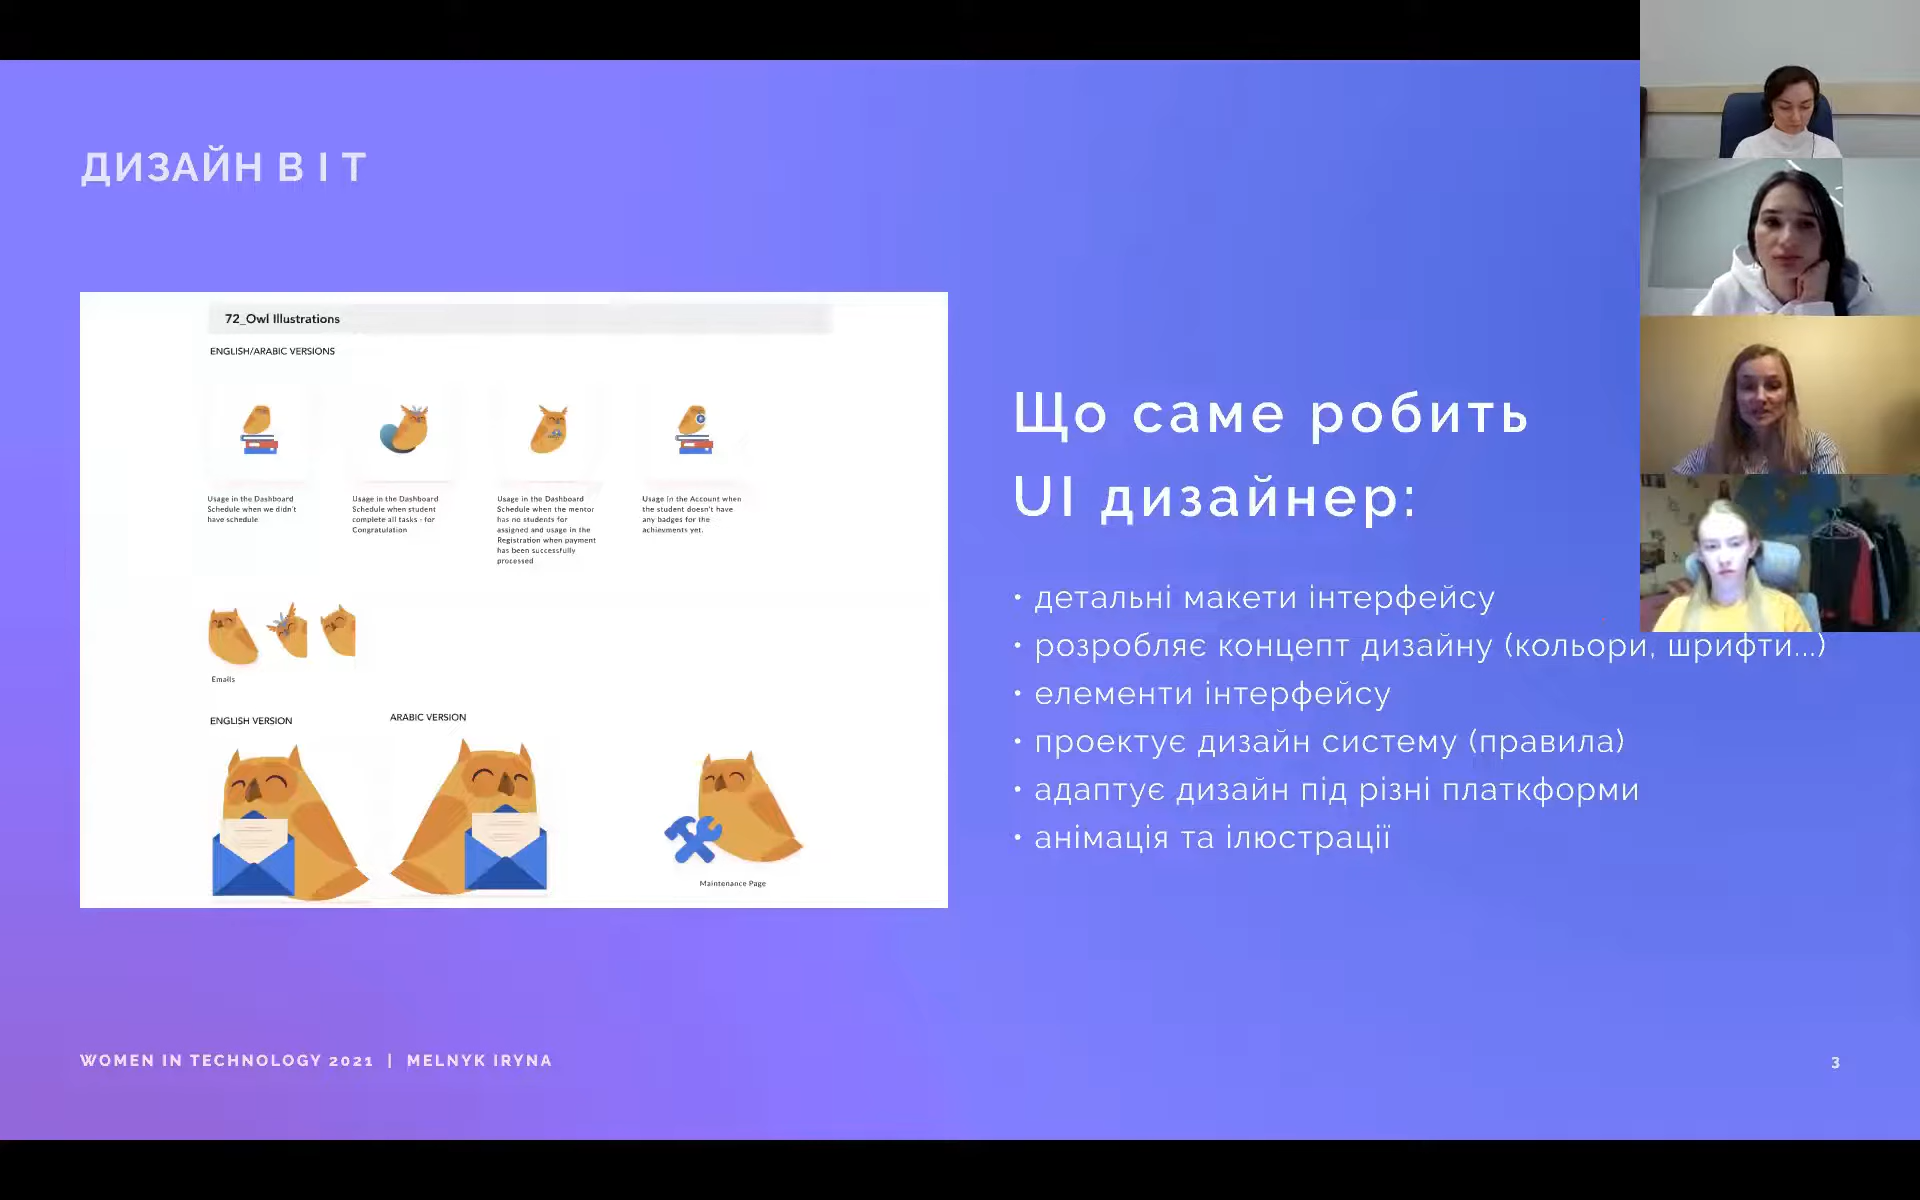 ДИЗАЙН В І Т
72_Owl Illustrations
ENGLISH/ARABIC VERSIONS
Usage in the Dashboard
Schedule when we didn't
have schedule
Usage in the Dashboard
Schedule when student
complete all tasks - for
Congratulation
Usage in the Dashboard
Schedule when the mentor
has no students for
assigned and usage in the
Registration when payment
has been successfully
processed
Usage in the Account when
the student doesn't have
any badges for the
achievments yet.
Emails
ENGLISH VERSION
ARABIC VERSION
Maintenance Page
Що саме робить
UI дизайнер:
• детальні макети інтерфейсу
• розробляє концепт дизайну (кольори, шрифти...)
• елементи інтерфейсу
• проектує дизайн систему (правила)
• адаптує дизайн під різні платкформи
• анімація та ілюстрації
WOMEN IN TECHNOLOGY 2021 | MELNYK IRYNA
3